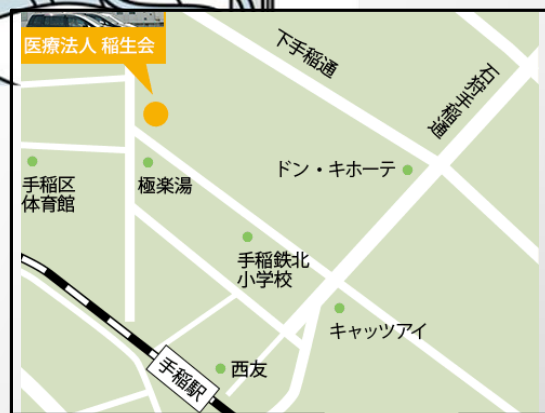 医療法人 稲生会
下手稲通
石狩手稲通
ドン・キホーテ
手稲区
体育館
極楽湯
手稲鉄北
小学校
キャッツアイ
西友
手稲駅